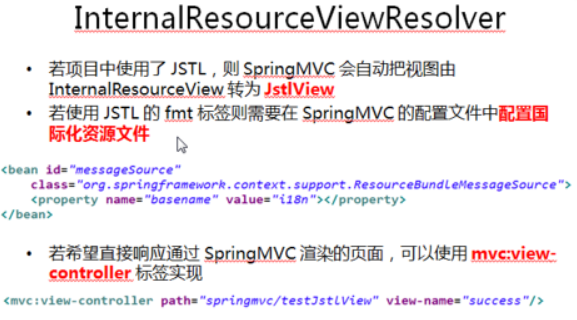 InternalResourceViewResolver
• 若项目中使用了 JSTL，则 SpringMVC 会自动把视图由
InternalResourceView 转为 JstlView
• 若使用 JSTL 的 fmt 标签则需要在 SpringMVC 的配置文件中配置国
际化资源文件
<bean id="messageSource"
class="org.springframework.context.support.ResourceBundleMessageSource">
<property name="basename" value="i18n"></property>
</bean>
• 若希望直接响应通过 SpringMVC 渲染的页面，可以使用 mvc:view-
controller 标签实现
<mvc:view-controller path="springmvc/testJstlView" view-name="success"/>